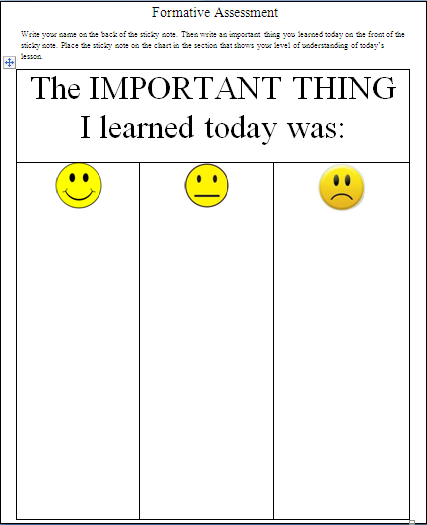 Formative Assessment
Write your name on the back of the sticky note. Then write an important thing you learned today on the front of the
sticky note. Place the sticky note on the chart in the section that shows your level of understanding of today's
lesson.
The IMPORTANT THING
I learned today was: